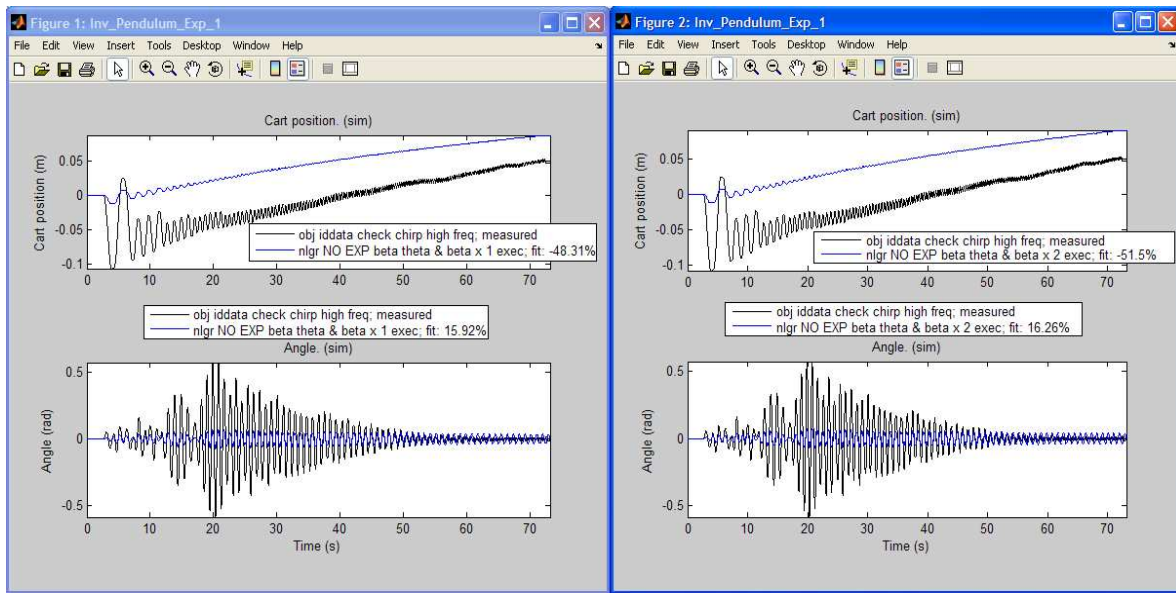 Figure 1: Inv_Pendulum_Exp_1
File Edit View Insert Tools Desktop Window Help
Cart position. (sim)
Cart position (m)
0.05
0
-0.05
-0.1
obj iddata check chirp high freq; measured
nlgr NO EXP beta theta & beta x 1 exec; fit: -48.31%
0 10 20 30 40 50 60 70
obj iddata check chirp high freq; measured
nlgr NO EXP beta theta & beta x 1 exec; fit: 15.92%
Angle. (sim)
Angle (rad)
0.5
0
-0.5
0 10 20 30 40 50 60 70
Time (s)
Figure 2: Inv_Pendulum_Exp_1
File Edit View Insert Tools Desktop Window Help
Cart position. (sim)
Cart position (m)
0.05
0
-0.05
-0.1
obj iddata check chirp high freq; measured
nlgr NO EXP beta theta & beta x 2 exec; fit: -51.5%
0 10 20 30 40 50 60 70
obj iddata check chirp high freq; measured
nlgr NO EXP beta theta & beta x 2 exec; fit: 16.26%
Angle. (sim)
Angle (rad)
0.5
0
-0.5
0 10 20 30 40 50 60 70
Time (s)